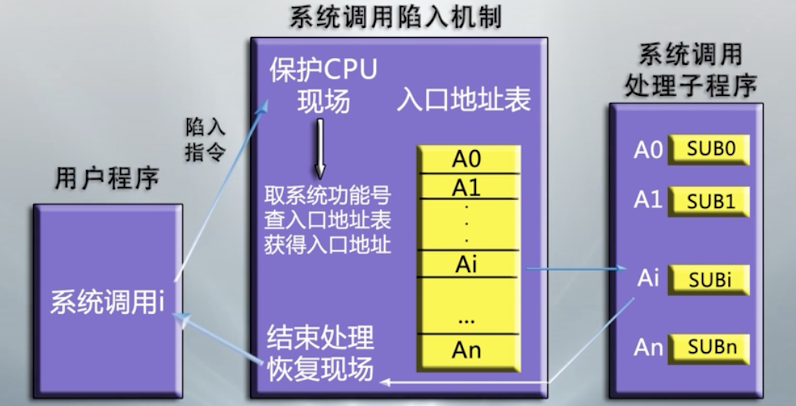 系统调用陷入机制
用户程序
系统调用i
陷入
指令
保护CPU
现场
取系统功能号
查入口地址表
获得入口地址
结束处理
恢复现场
入口地址表
A0
A1
.
.
.
Ai
...
An
系统调用
处理子程序
A0 SUB0
A1 SUB1
Ai SUBi
An SUBn